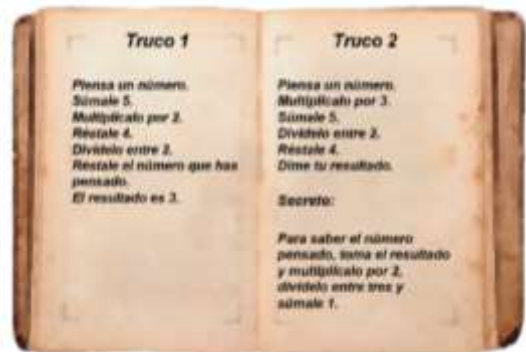 Truco 1
Piensa un número.
Súmale 5.
Multiplícalo por 2.
Réstale 4.
Divídelo entre 2.
Réstale el número que has
pensado.
El resultado es 3.
Truco 2
Piensa un número.
Multiplícalo por 3.
Súmale 5.
Divídelo entre 2.
Réstale 4.
Dime tu resultado.
Secreto:
Para saber el número
pensado, toma el resultado
y multiplícalo por 2,
divídelo entre tres y
súmale 1.